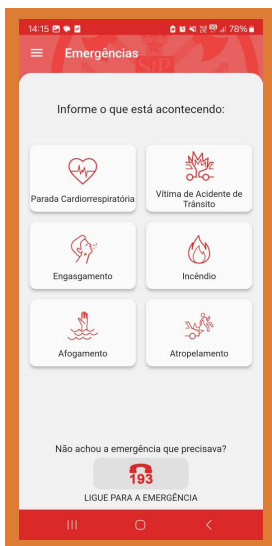 14:15 78%
Emergências
Informe o que está acontecendo:
Parada Cardiorrespiratória
Vítima de Acidente de
Trânsito
Engasgamento
Incêndio
Afogamento
Atropelamento
Não achou a emergência que precisava?
193
LIGUE PARA A EMERGÊNCIA